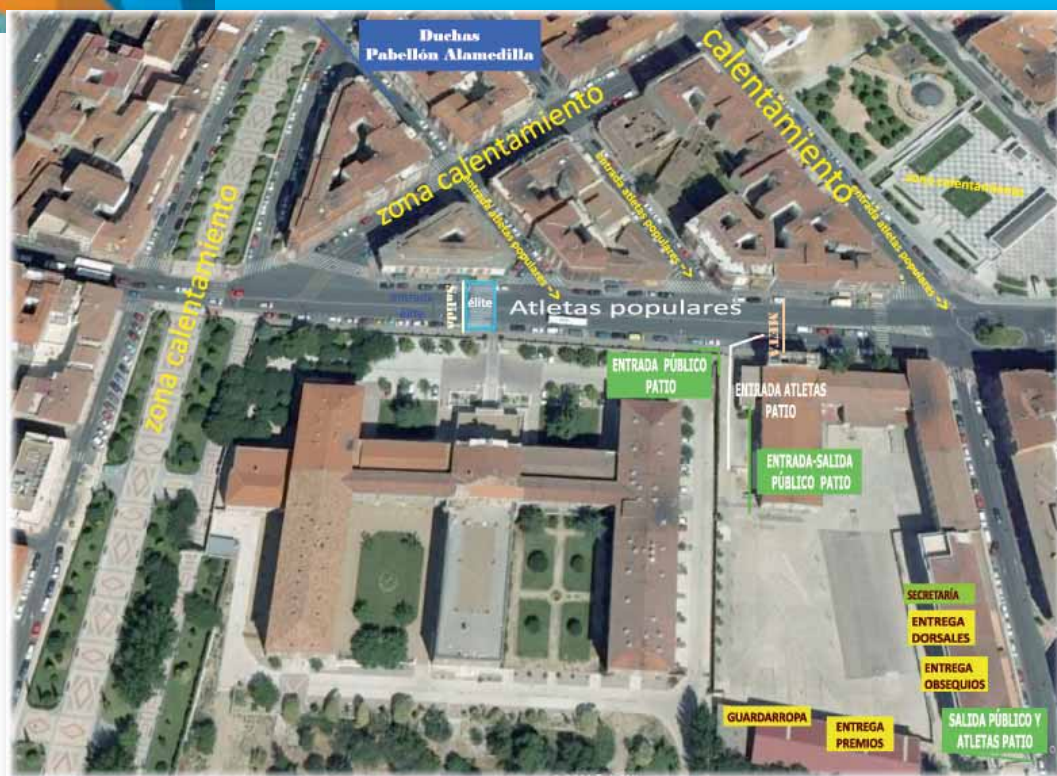 Duchas
Pabellón Alamedilla
calentamiento
zona calentamiento
zona calentamiento
zona calentamiento
Entrada atletas populares ->
Entrada atletas populares ->
Entrada atletas populares ->
entrada
élite
Salida
élite
Atletas populares
META
ENTRADA PÚBLICO
PATIO
ENTRADA ATLETAS
PATIO
ENTRADA-SALIDA
PÚBLICO PATIO
SECRETARÍA
ENTREGA
DORSALES
ENTREGA
OBSEQUIOS
GUARDARROPA
ENTREGA
PREMIOS
SALIDA PÚBLICO Y
ATLETAS PATIO